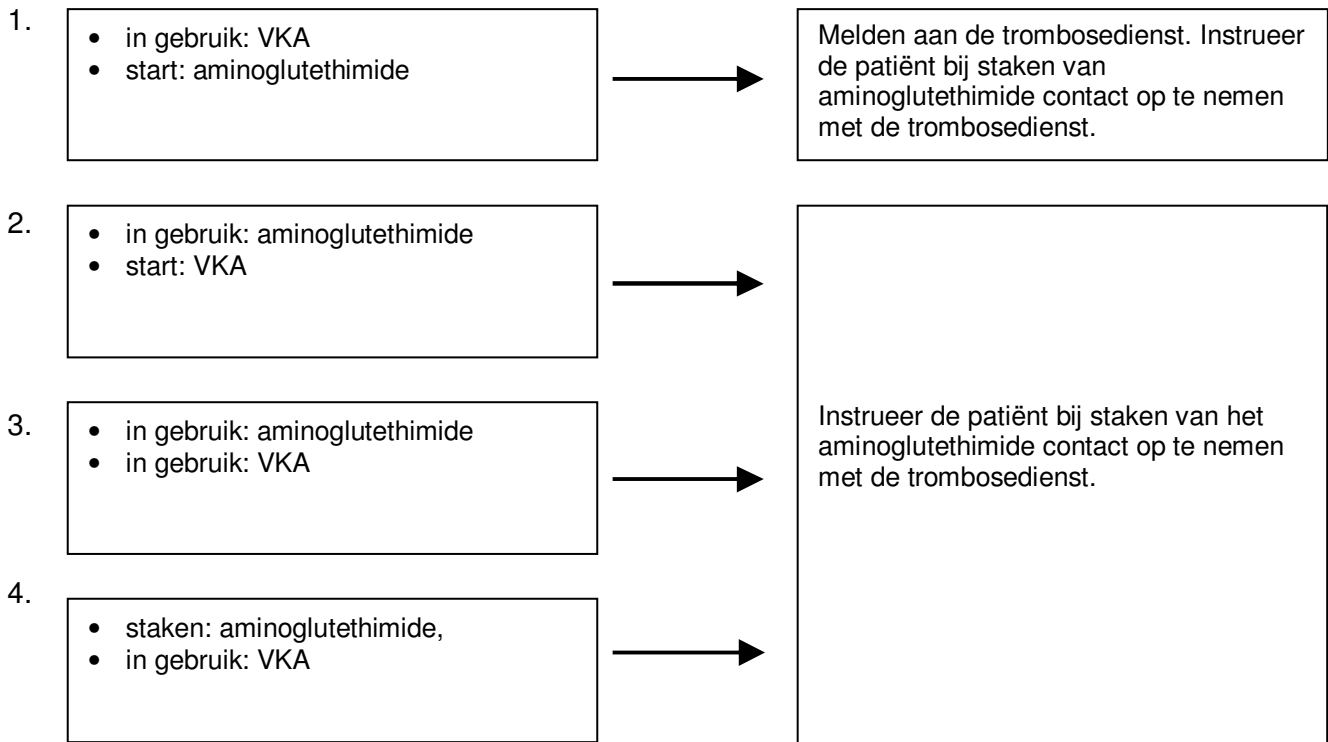 1.
• in gebruik: VKA
• start: aminoglutethimide
Melden aan de trombosedienst. Instrueer
de patiënt bij staken van
aminoglutethimide contact op te nemen
met de trombosedienst.
2.
• in gebruik: aminoglutethimide
• start: VKA
3.
• in gebruik: aminoglutethimide
• in gebruik: VKA
Instrueer de patiënt bij staken van het
aminoglutethimide contact op te nemen
met de trombosedienst.
4.
• staken: aminoglutethimide,
• in gebruik: VKA